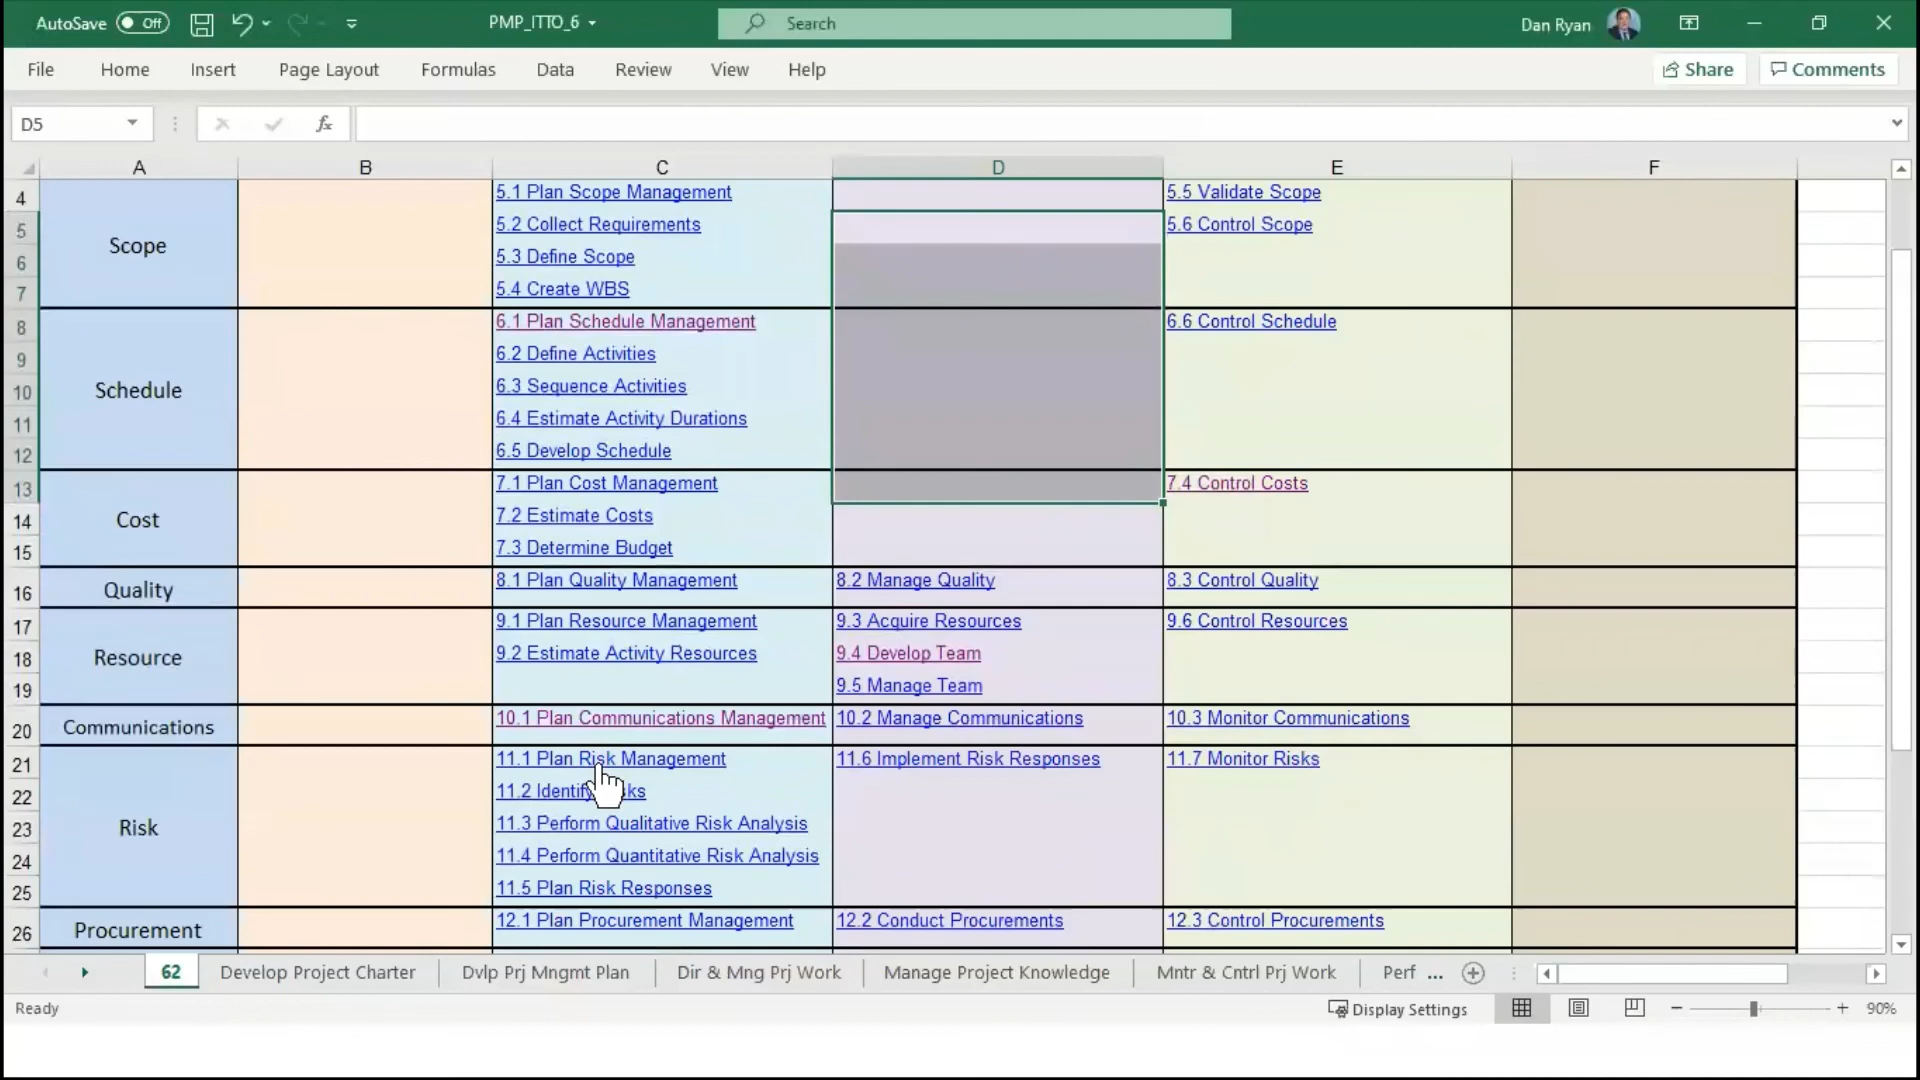 AutoSave Off PMP_ITTO_6 Search Dan Ryan
File Home Insert Page Layout Formulas Data Review View Help Share Comments
D5 fx
A B C D E F
4 5.1 Plan Scope Management 5.5 Validate Scope
5 5.2 Collect Requirements 5.6 Control Scope
Scope
6 5.3 Define Scope
7 5.4 Create WBS
8 6.1 Plan Schedule Management 6.6 Control Schedule
9 6.2 Define Activities
10 Schedule 6.3 Sequence Activities
11 6.4 Estimate Activity Durations
12 6.5 Develop Schedule
13 7.1 Plan Cost Management 7.4 Control Costs
14 Cost 7.2 Estimate Costs
15 7.3 Determine Budget
16 Quality 8.1 Plan Quality Management 8.2 Manage Quality 8.3 Control Quality
17 9.1 Plan Resource Management 9.3 Acquire Resources 9.6 Control Resources
18 Resource 9.2 Estimate Activity Resources 9.4 Develop Team
19 9.5 Manage Team
20 Communications 10.1 Plan Communications Management 10.2 Manage Communications 10.3 Monitor Communications
21 11.1 Plan Risk Management 11.6 Implement Risk Responses 11.7 Monitor Risks
22 11.2 Identify
23 Risk 11.3 Perform Qualitative Risk Analysis
24 11.4 Perform Quantitative Risk Analysis
25 11.5 Plan Risk Responses
26 Procurement 12.1 Plan Procurement Management 12.2 Conduct Procurements 12.3 Control Procurements
62 Develop Project Charter Dvlp Prj Mngmt Plan Dir & Mng Prj Work Manage Project Knowledge Mntr & Cntrl Prj Work Perf ...
Ready Display Settings 90%